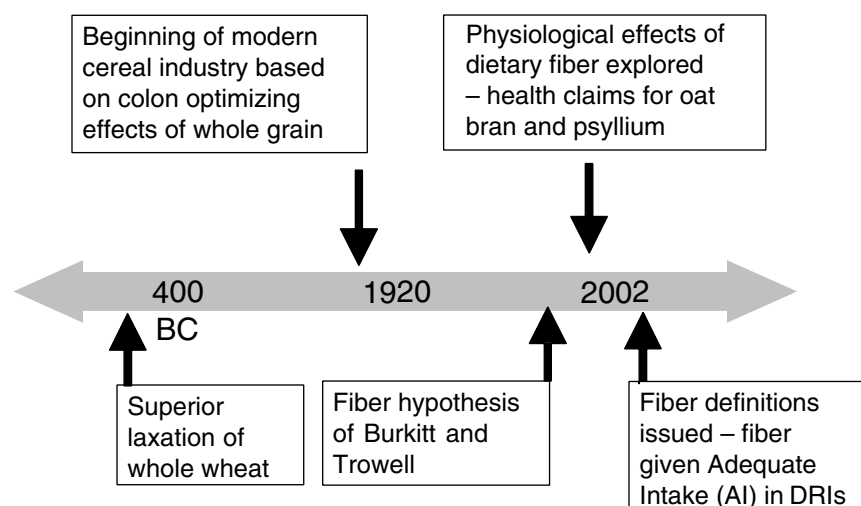 Beginning of modern
cereal industry based
on colon optimizing
effects of whole grain
Physiological effects of
dietary fiber explored
– health claims for oat
bran and psyllium
400
BC
1920
2002
Superior
laxation of
whole wheat
Fiber hypothesis
of Burkitt and
Trowell
Fiber definitions
issued – fiber
given Adequate
Intake (AI) in DRIs